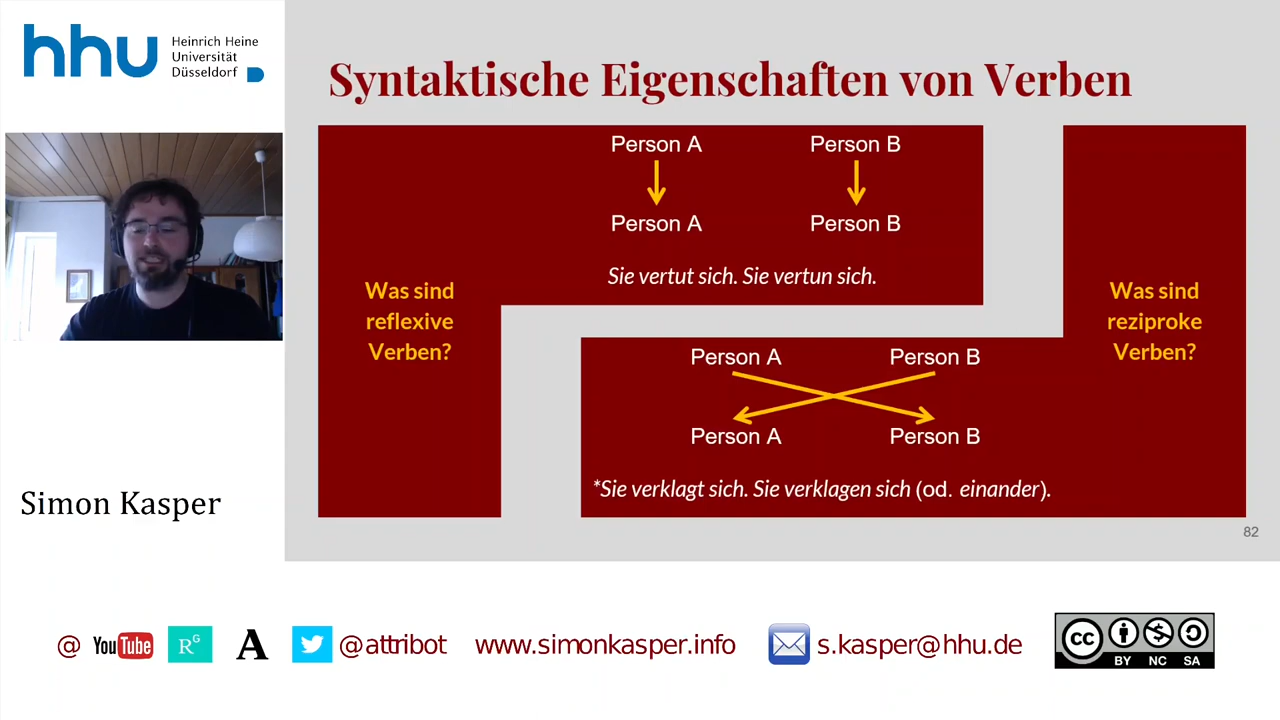 hhu
Heinrich Heine
Universität
Düsseldorf
Syntaktische Eigenschaften von Verben
Person A Person B
Person A Person B
Sie vertut sich. Sie vertun sich.
Was sind
reflexive
Verben?
Was sind
reziproke
Verben?
Person A Person B
Person A Person B
*Sie verklagt sich. Sie verklagen sich (od. einander).
82
Simon Kasper
@ YouTube RG A @attribot www.simonkasper.info s.kasper@hhu.de
cc
BY NC SA